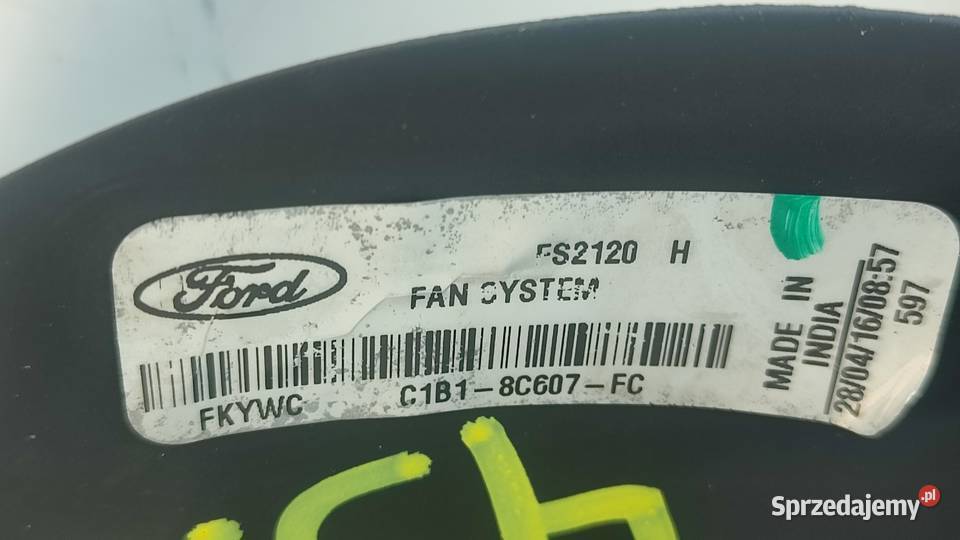 Ford
FS2120 H
FAN SYSTEM
FKYWC C1B1-8C607-FC
MADE IN
INDIA
28/04/16/08:57
597
Sprzedajemy.pl